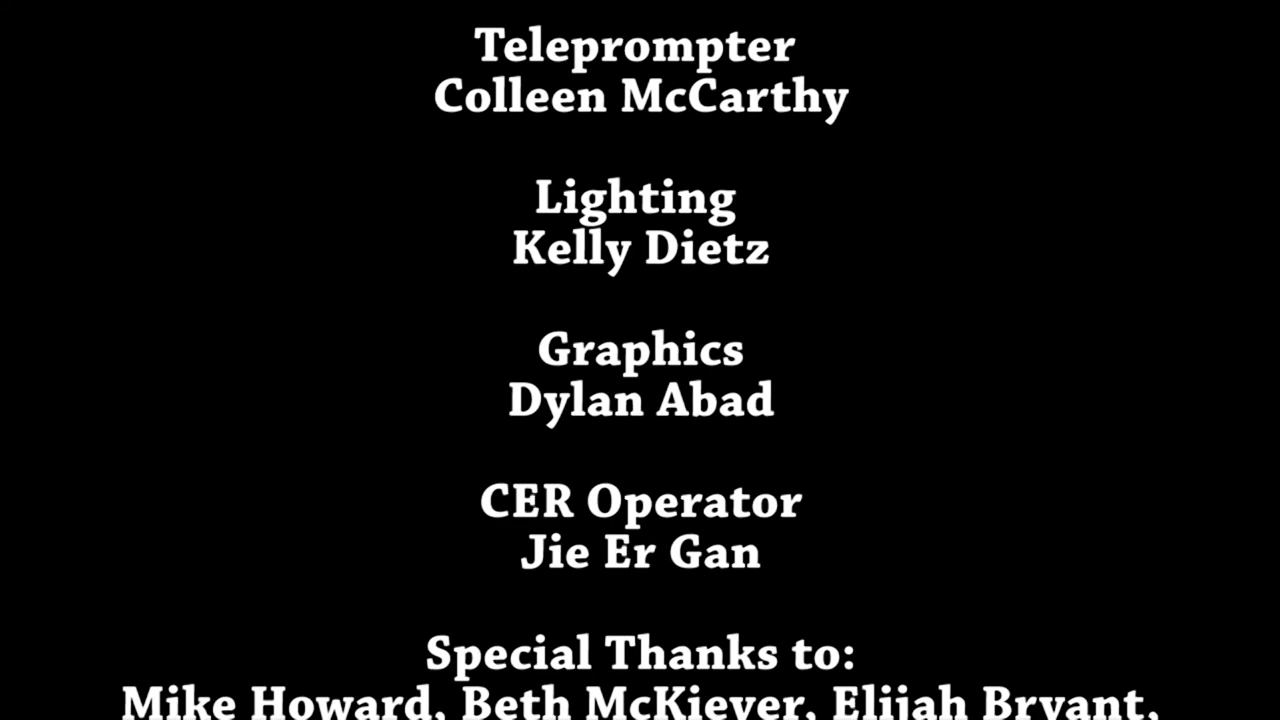 Teleprompter
Colleen McCarthy
Lighting
Kelly Dietz
Graphics
Dylan Abad
CER Operator
Jie Er Gan
Special Thanks to:
Mike Howard, Beth McKiever, Elijah Bryant,